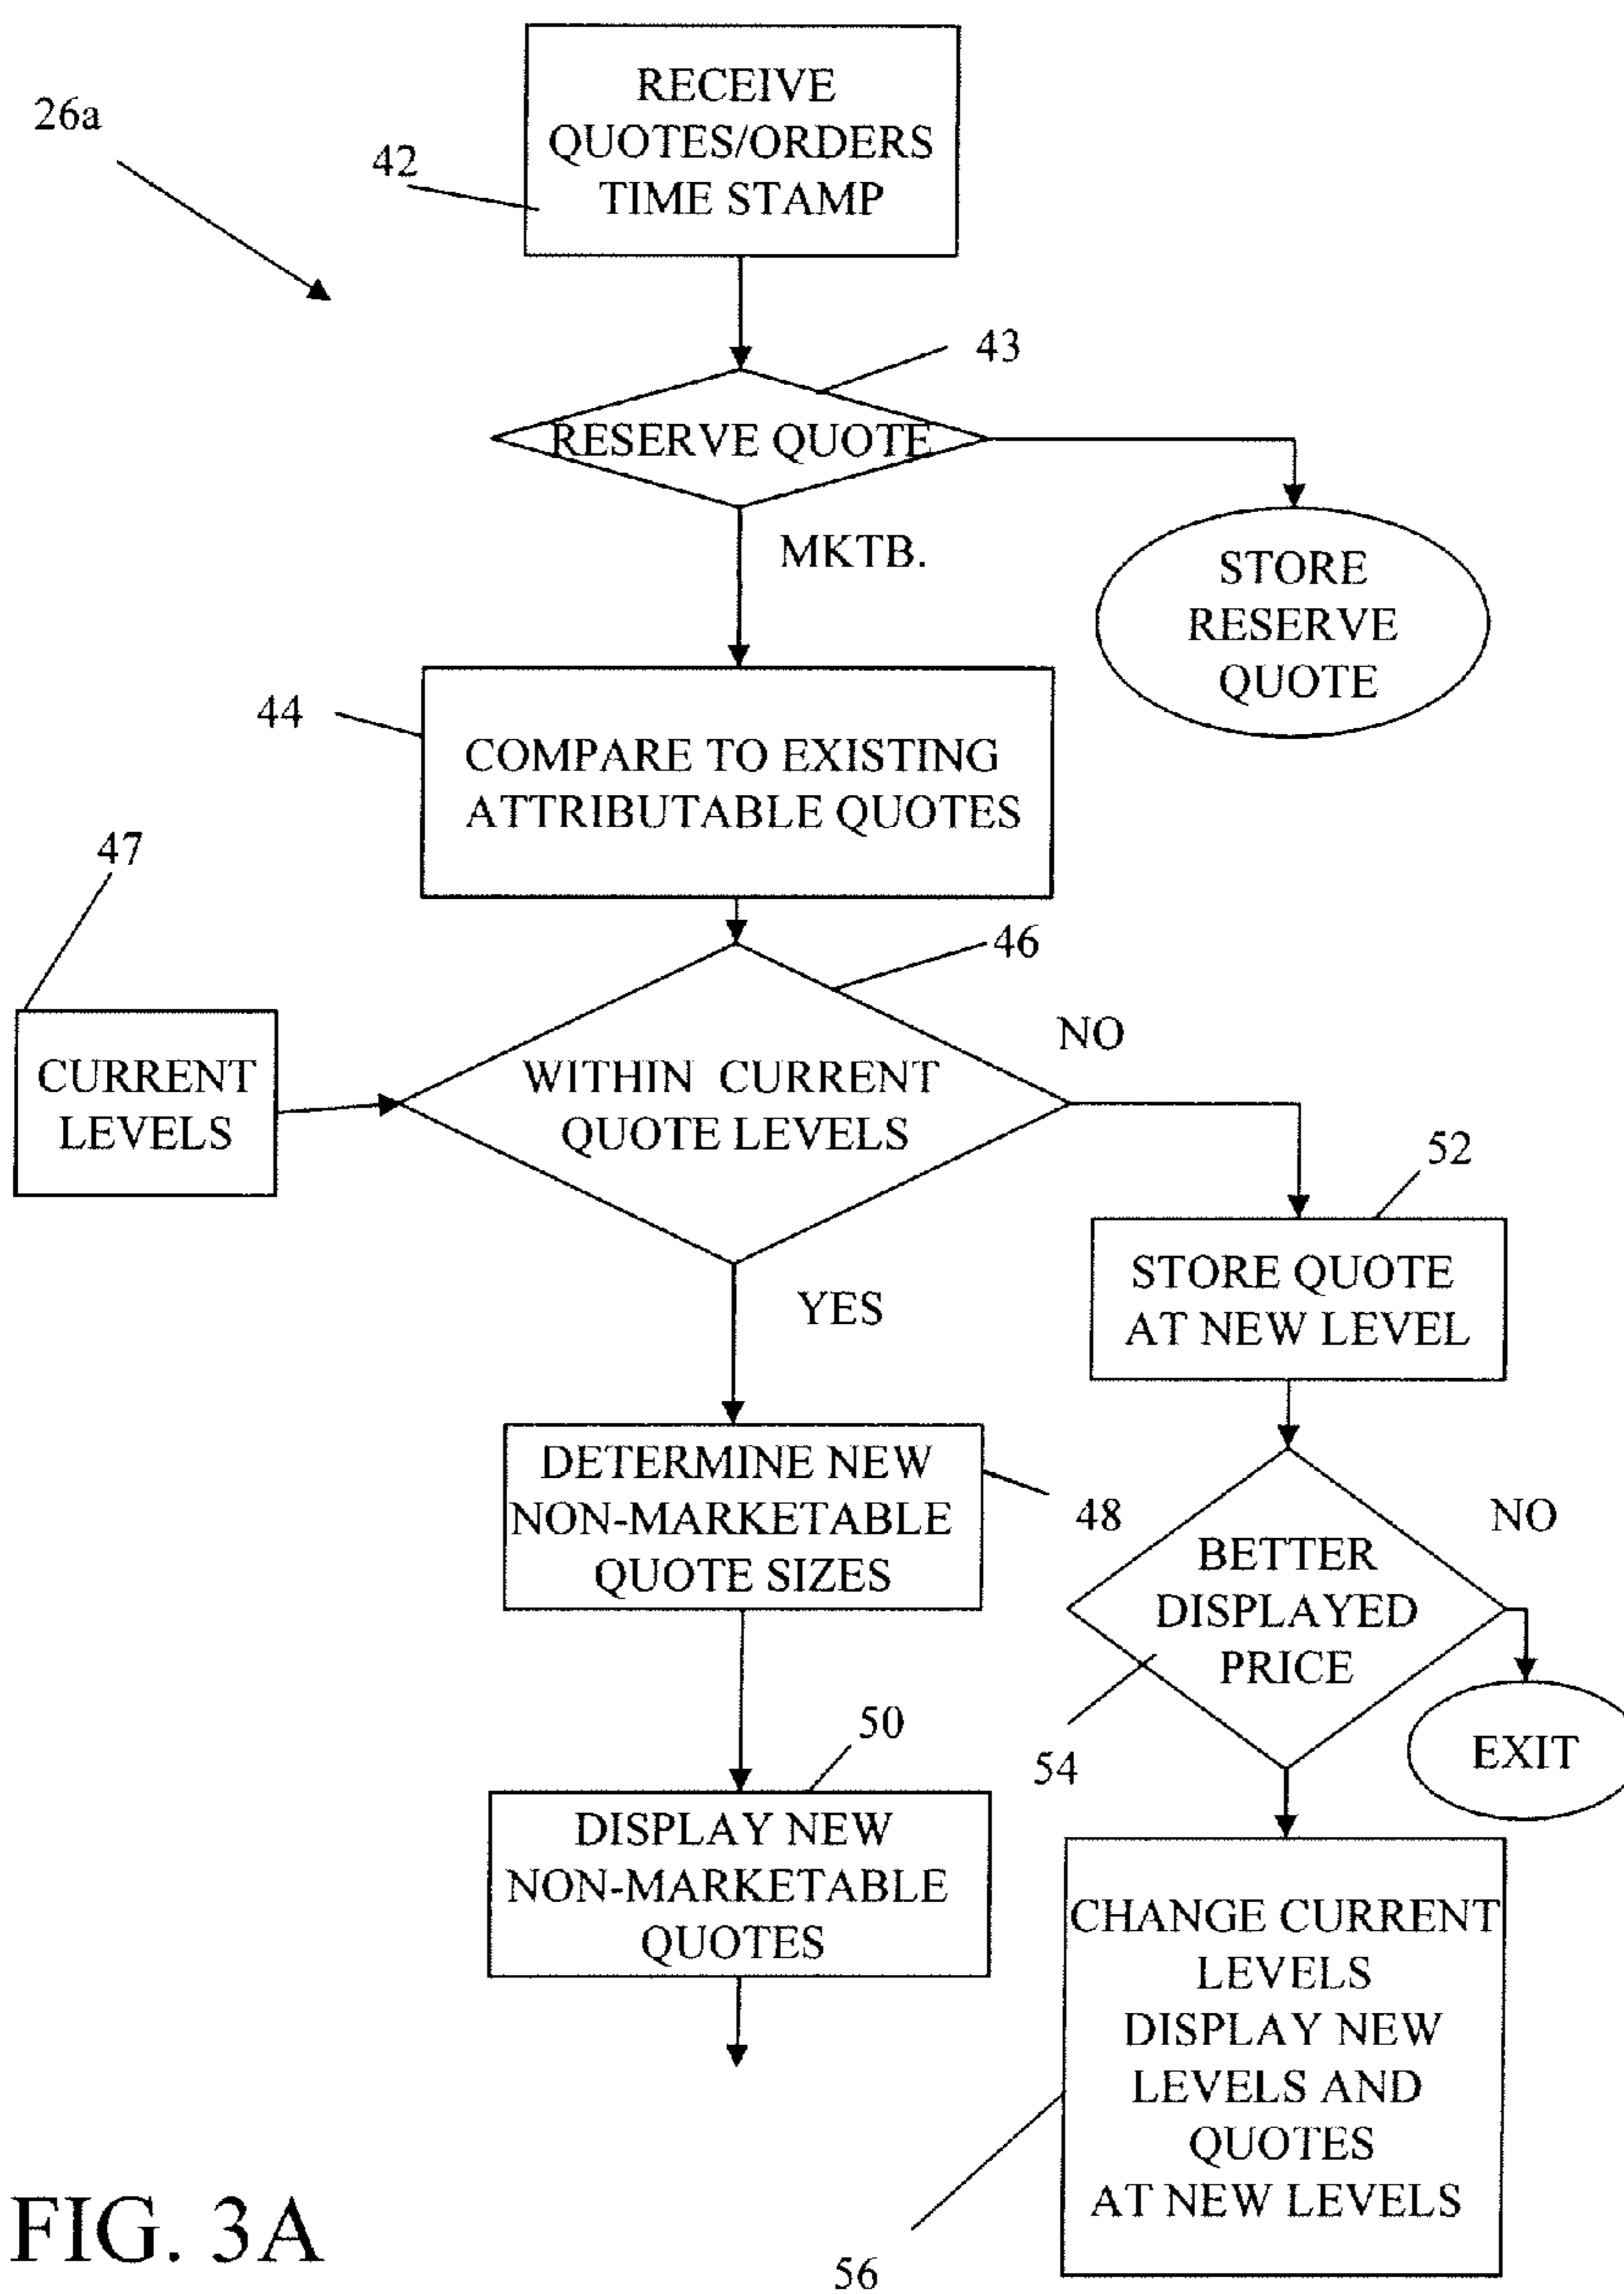 RECEIVE
QUOTES/ORDERS
TIME STAMP
26a
42
43
RESERVE QUOTE
MKTB.
STORE
RESERVE
QUOTE
44
COMPARE TO EXISTING
ATTRIBUTABLE QUOTES
47
46
NO
CURRENT
LEVELS
WITHIN CURRENT
QUOTE LEVELS
52
YES
STORE QUOTE
AT NEW LEVEL
DETERMINE NEW
NON-MARKETABLE
QUOTE SIZES
48
NO
BETTER
DISPLAYED
PRICE
50
54
EXIT
DISPLAY NEW
NON-MARKETABLE
QUOTES
CHANGE CURRENT
LEVELS
DISPLAY NEW
LEVELS AND
QUOTES
AT NEW LEVELS
56
FIG. 3A